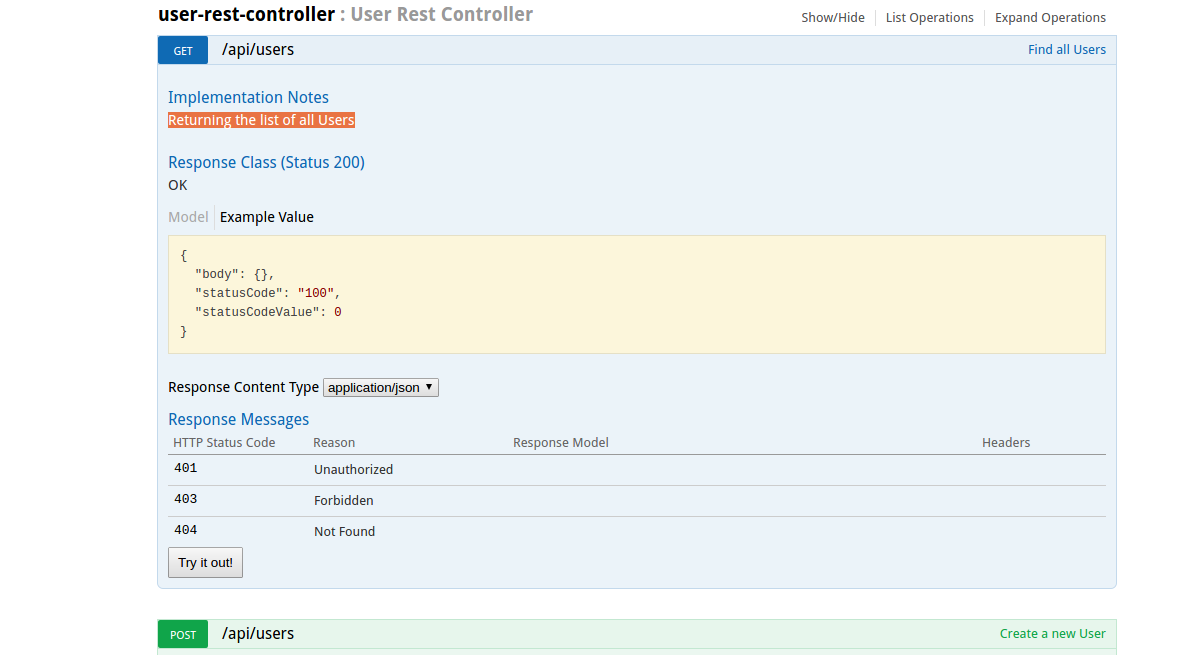 user-rest-controller : User Rest Controller
Show/Hide List Operations Expand Operations
GET /api/users Find all Users
Implementation Notes
Returning the list of all Users
Response Class (Status 200)
OK
Model Example Value
{
  "body": {},
  "statusCode": "100",
  "statusCodeValue": 0
}
Response Content Type application/json
Response Messages
HTTP Status Code Reason Response Model Headers
401 Unauthorized
403 Forbidden
404 Not Found
Try it out!
POST /api/users Create a new User